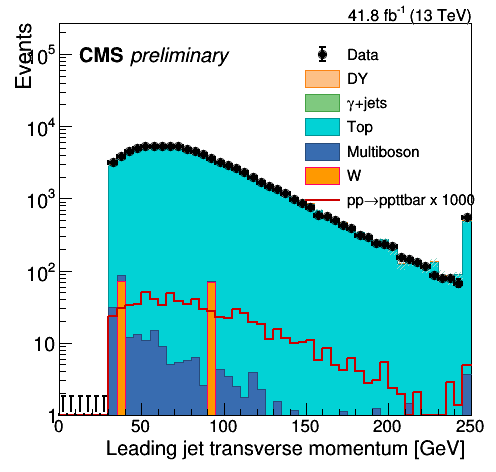 41.8 fb⁻¹ (13 TeV)
Events
CMS preliminary
Data
DY
γ+jets
Top
Multiboson
W
pp→ppttbar x 1000
10⁵
10⁴
10³
10²
10
1
0 50 100 150 200 250
Leading jet transverse momentum [GeV]